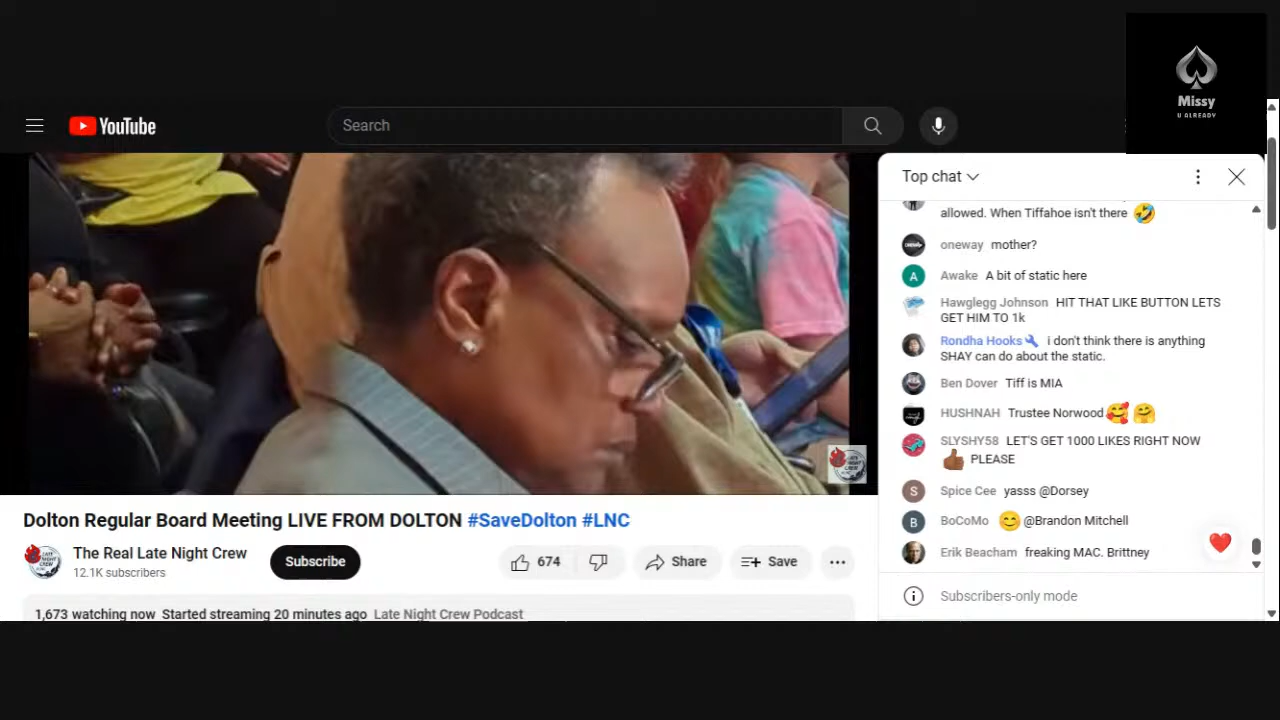 Missy
U ALREADY
YouTube
Search
Top chat
allowed. When Tiffahoe isn't there 🤣
oneway mother?
A Awake A bit of static here
Hawglegg Johnson HIT THAT LIKE BUTTON LETS
GET HIM TO 1k
Rondha Hooks i don't think there is anything
SHAY can do about the static.
Ben Dover Tiff is MIA
HUSHNAH Trustee Norwood 🥰 🤗
SLYSHY58 LET'S GET 1000 LIKES RIGHT NOW
👍🏾 PLEASE
S Spice Cee yasss @Dorsey
B BoCoMo 😊 @Brandon Mitchell
Erik Beacham freaking MAC. Brittney
Subscribers-only mode
LATE
NIGHT
CREW
Dolton Regular Board Meeting LIVE FROM DOLTON #SaveDolton #LNC
The Real Late Night Crew
12.1K subscribers
Subscribe
674
Share
Save
1,673 watching now Started streaming 20 minutes ago Late Night Crew Podcast